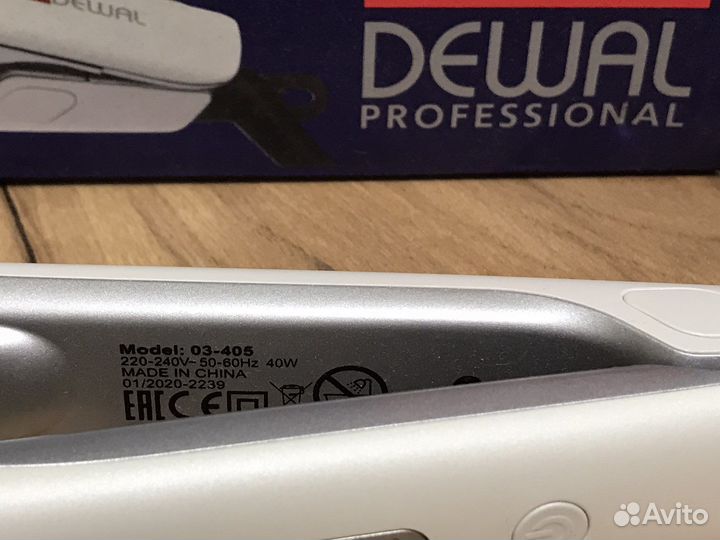 DEWAL
DEWAL
PROFESSIONAL
Model: 03-405
220-240V~ 50-60Hz 40W
MADE IN CHINA
01/2020-2239
EAC CE
Avito